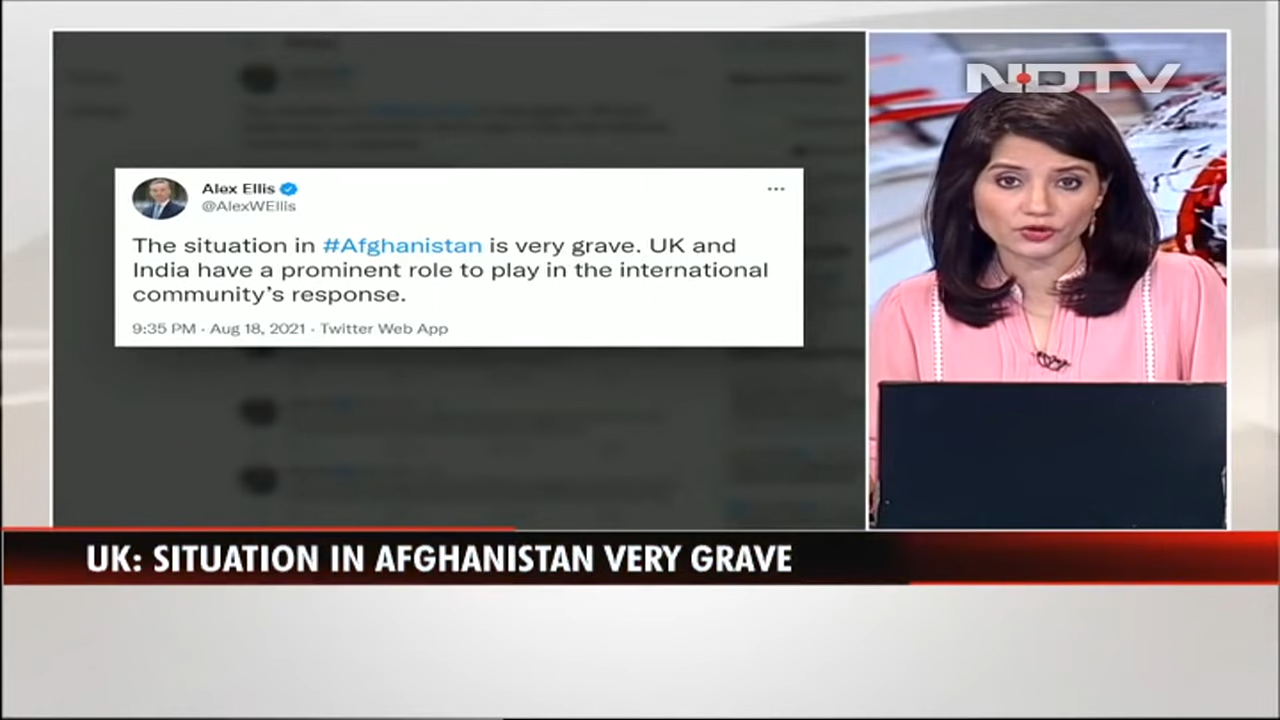 NDTV
Alex Ellis
@AlexWEllis
The situation in #Afghanistan is very grave. UK and
India have a prominent role to play in the international
community’s response.
9:35 PM · Aug 18, 2021 · Twitter Web App
UK: SITUATION IN AFGHANISTAN VERY GRAVE